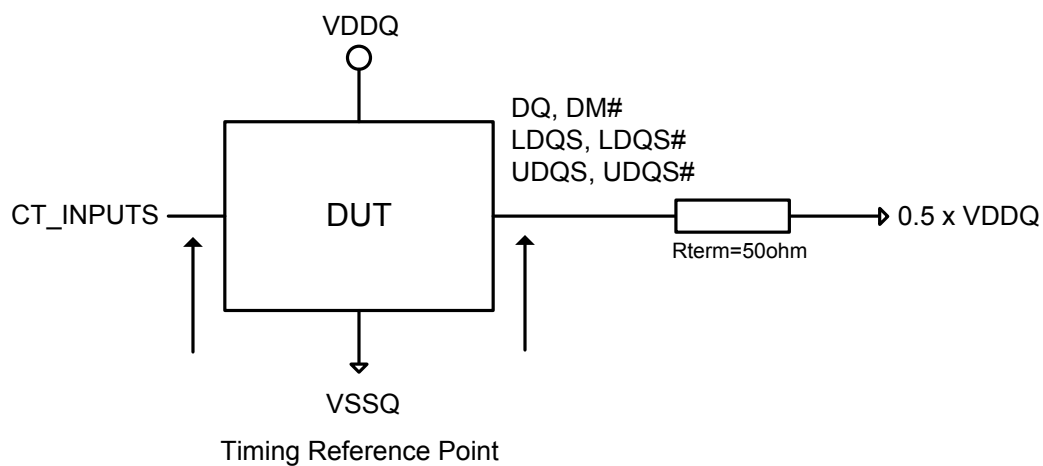 VDDQ
DQ, DM#
LDQS, LDQS#
UDQS, UDQS#
CT_INPUTS
DUT
0.5 x VDDQ
Rterm=50ohm
VSSQ
Timing Reference Point